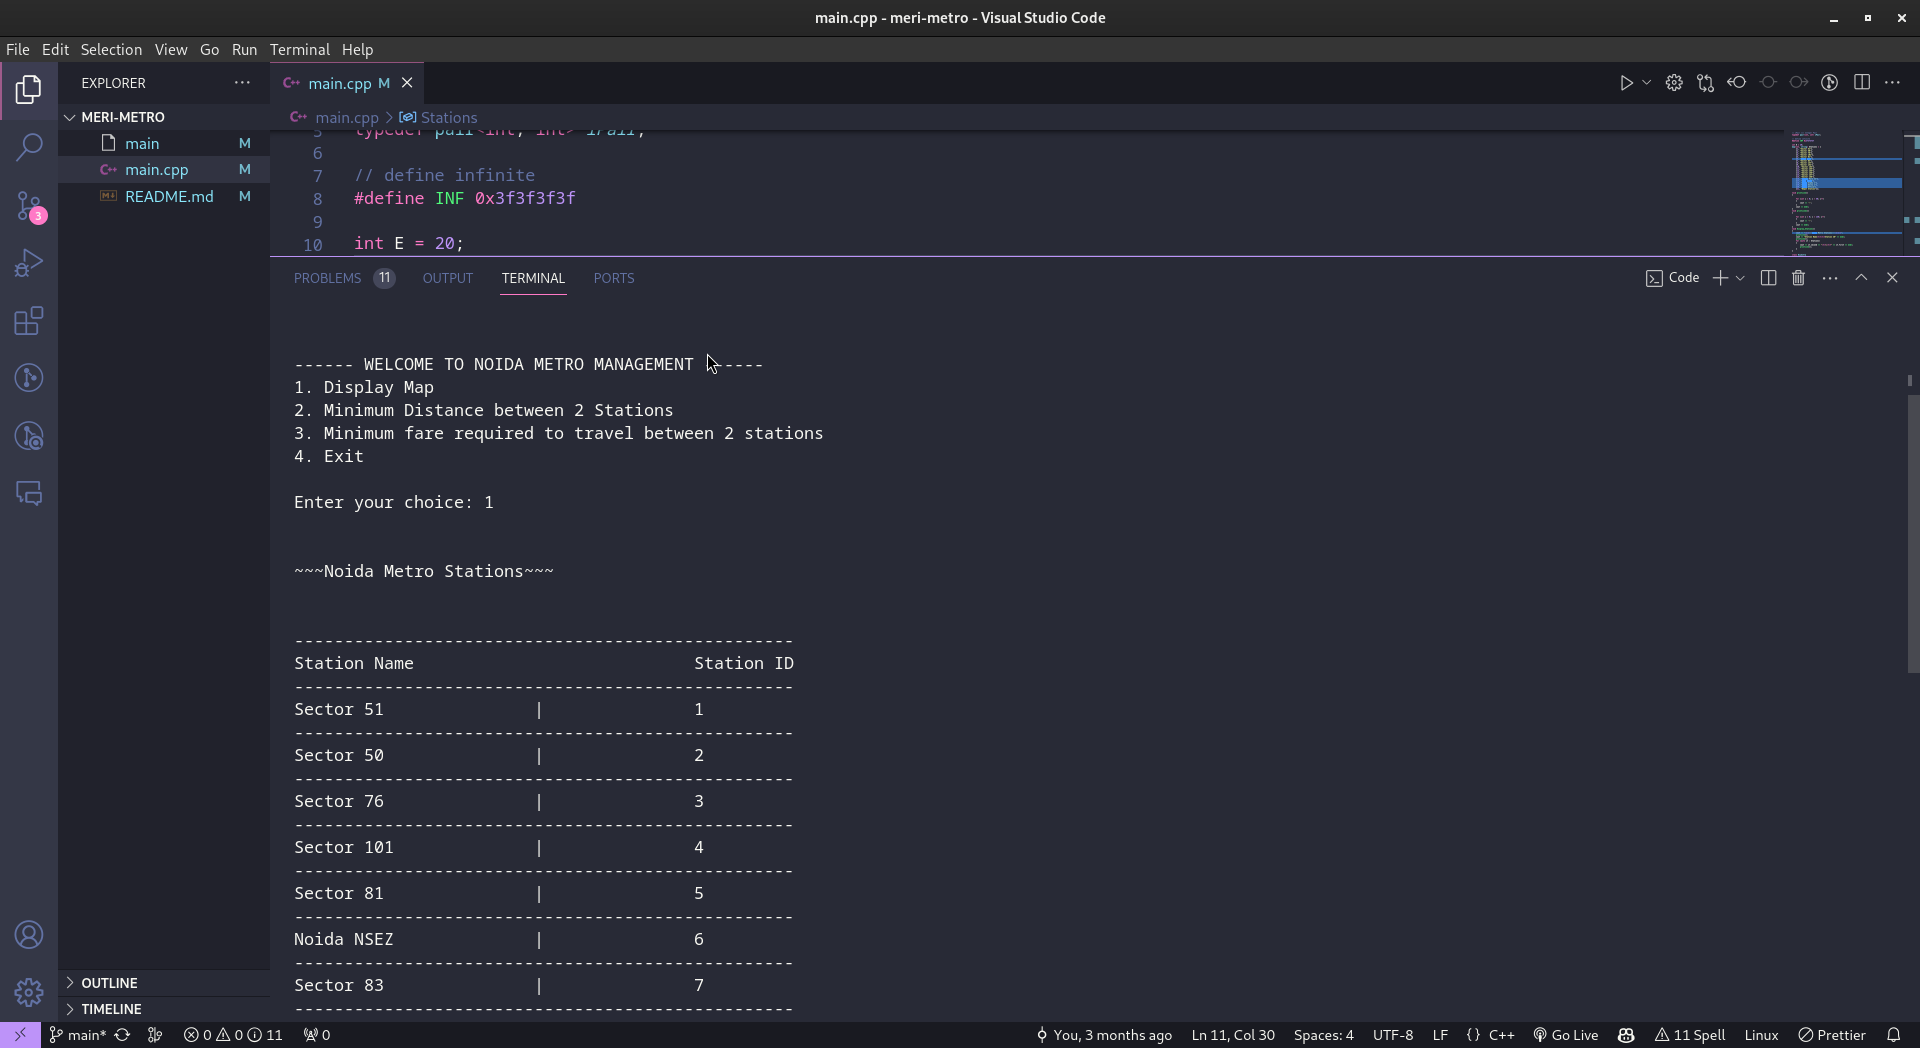 main.cpp - meri-metro - Visual Studio Code
File Edit Selection View Go Run Terminal Help
EXPLORER
MERI-METRO
main M
main.cpp M
README.md M
3
OUTLINE
TIMELINE
main.cpp M
main.cpp > Stations
5 typedef pair<int, int> iPair;
6
7 // define infinite
8 #define INF 0x3f3f3f3f
9
10 int E = 20;
PROBLEMS 11 OUTPUT TERMINAL PORTS
Code
------ WELCOME TO NOIDA METRO MANAGEMENT ------
1. Display Map
2. Minimum Distance between 2 Stations
3. Minimum fare required to travel between 2 stations
4. Exit
Enter your choice: 1
~~~Noida Metro Stations~~~
--------------------------------------------------
Station Name Station ID
--------------------------------------------------
Sector 51 | 1
--------------------------------------------------
Sector 50 | 2
--------------------------------------------------
Sector 76 | 3
--------------------------------------------------
Sector 101 | 4
--------------------------------------------------
Sector 81 | 5
--------------------------------------------------
Noida NSEZ | 6
--------------------------------------------------
Sector 83 | 7
--------------------------------------------------
main* 0 0 11 0 You, 3 months ago Ln 11, Col 30 Spaces: 4 UTF-8 LF {} C++ Go Live 11 Spell Linux Prettier